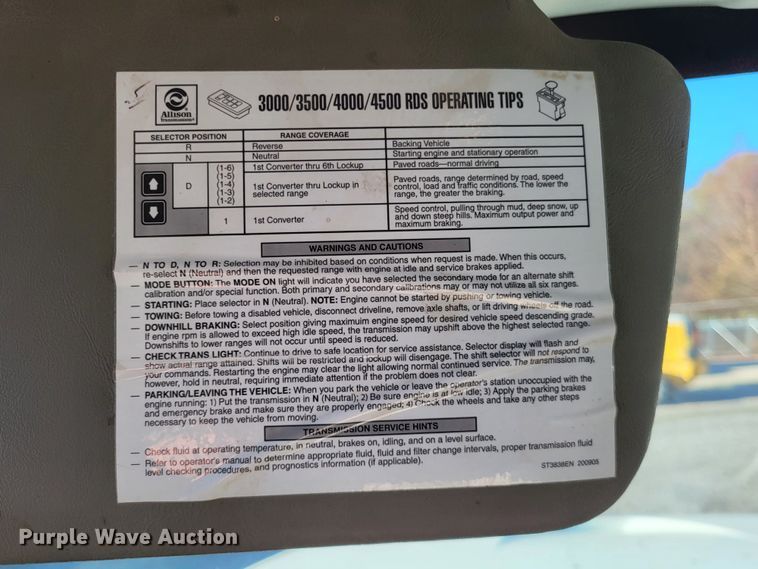 Allison
Transmission
3000/3500/4000/4500 RDS OPERATING TIPS
SELECTOR POSITION RANGE COVERAGE
R Reverse Backing Vehicle
N Neutral Starting engine and stationary operation
D
(1-6) 1st Converter thru 6th Lockup Paved roads—normal driving
(1-5)
(1-4)
(1-3)
(1-2)
1st Converter thru Lockup in
selected range
Paved roads, range determined by road, speed
control, load and traffic conditions. The lower the
range, the greater the braking.
1 1st Converter
Speed control, pulling through mud, deep snow, up
and down steep hills. Maximum output power and
maximum braking.
WARNINGS AND CAUTIONS
— N TO D, N TO R: Selection may be inhibited based on conditions when request is made. When this occurs,
re-select N (Neutral) and then the requested range with engine at idle and service brakes applied.
— MODE BUTTON: The MODE ON light will indicate you have selected the secondary mode for an alternate shift
calibration and/or special function. Both primary and secondary calibrations may or may not utilize all six ranges.
— STARTING: Place selector in N (Neutral). NOTE: Engine cannot be started by pushing or towing vehicle.
— TOWING: Before towing a disabled vehicle, disconnect driveline, remove axle shafts, or lift driving wheels off the road.
— DOWNHILL BRAKING: Select position giving maximum engine speed for desired vehicle speed descending grade.
If engine rpm is allowed to exceed high idle speed, the transmission may upshift above the highest selected range.
Downshifts to lower ranges will not occur until speed is reduced.
— CHECK TRANS LIGHT: Continue to drive to safe location for service assistance. Selector display will flash and
show actual range attained. Shifts will be restricted and lockup will disengage. The shift selector will not respond to
your commands. Restarting the engine may clear the light allowing normal continued service. The transmission may,
however, hold in neutral, requiring immediate attention if the problem does not clear.
— PARKING/LEAVING THE VEHICLE: When you park the vehicle or leave the operator's station unoccupied with the
engine running: 1) Put the transmission in N (Neutral); 2) Be sure engine is at low idle; 3) Apply the parking brakes
and emergency brake and make sure they are properly engaged; 4) Chock the wheels and take any other steps
necessary to keep the vehicle from moving.
TRANSMISSION SERVICE HINTS
— Check fluid at operating temperature, in neutral, brakes on, idling, and on a level surface.
— Refer to operator's manual to determine appropriate fluid, fluid and filter change intervals, proper transmission fluid
level checking procedures, and prognostics information (if applicable).
ST3838EN 200905
Purple Wave Auction